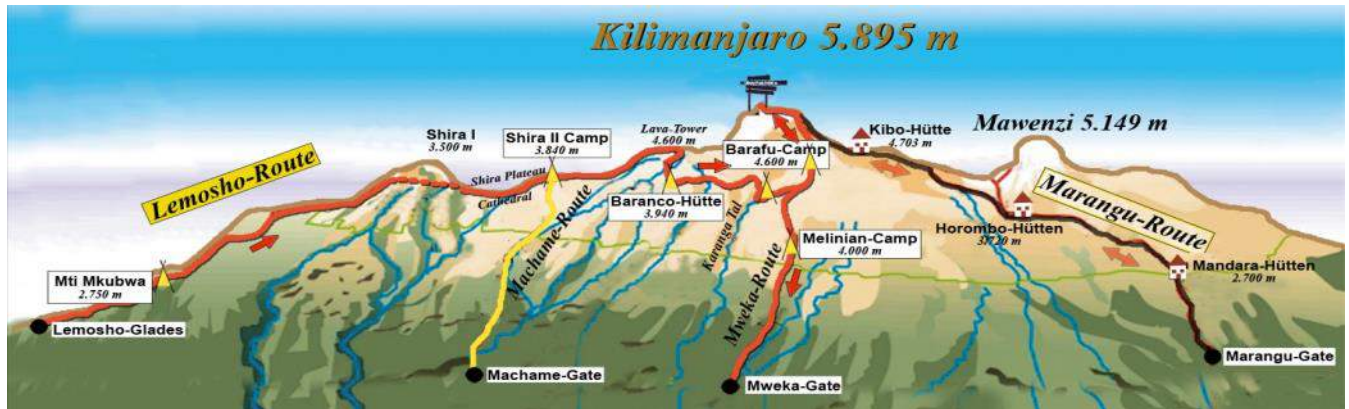 Kilimanjaro 5.895 m
Mawenzi 5.149 m
Kibo-Hütte
4.703 m
Lava-Tower
4.600 m
Shira I
3.500 m
Shira II Camp
3.840 m
Barafu-Camp
4.600 m
Lemosho-Route
Shira Plateau
Cathedral
Baranco-Hütte
3.940 m
Machame-Route
Karanga Tal
Marangu-Route
Horombo-Hütten
3.720 m
Melinian-Camp
4.000 m
Mandara-Hütten
2.700 m
Mti Mkubwa
2.750 m
Mweka-Route
Lemosho-Glades
Machame-Gate
Mweka-Gate
Marangu-Gate